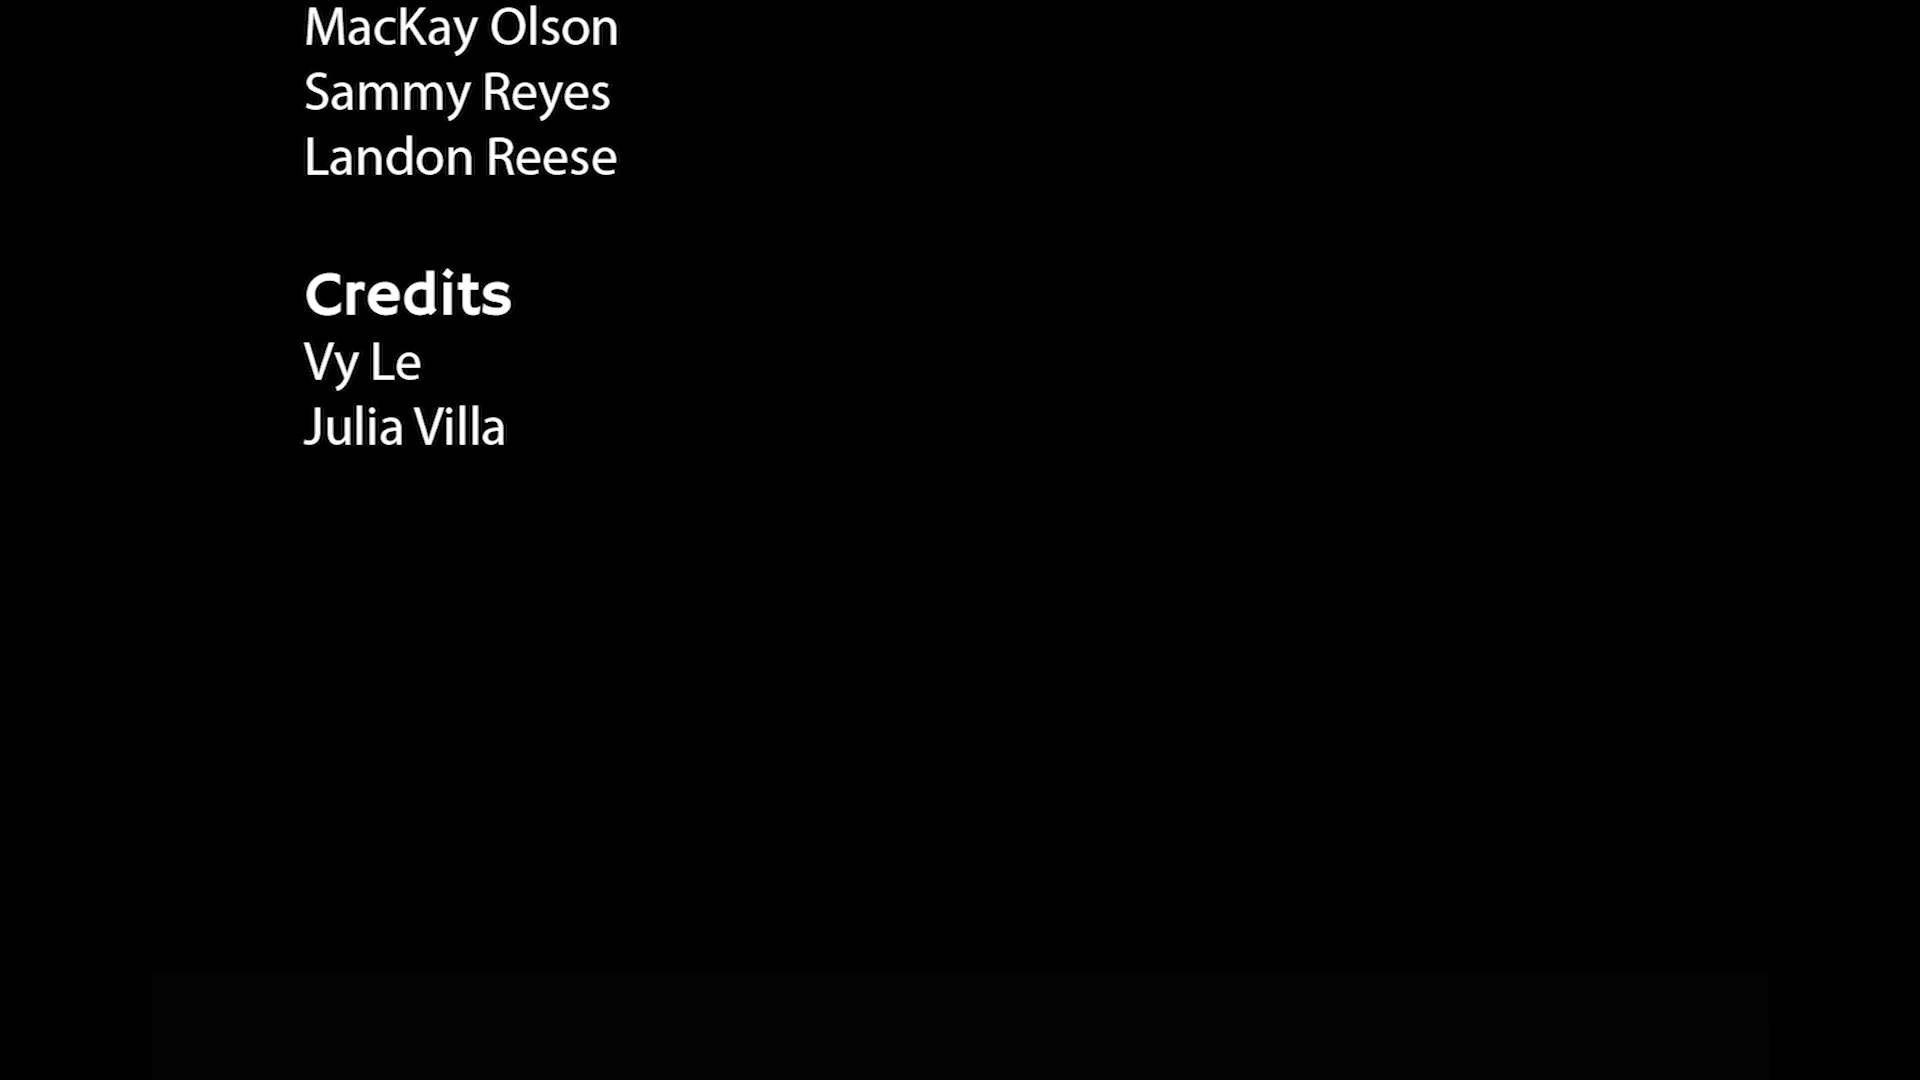 MacKay Olson
Sammy Reyes
Landon Reese
Credits
Vy Le
Julia Villa